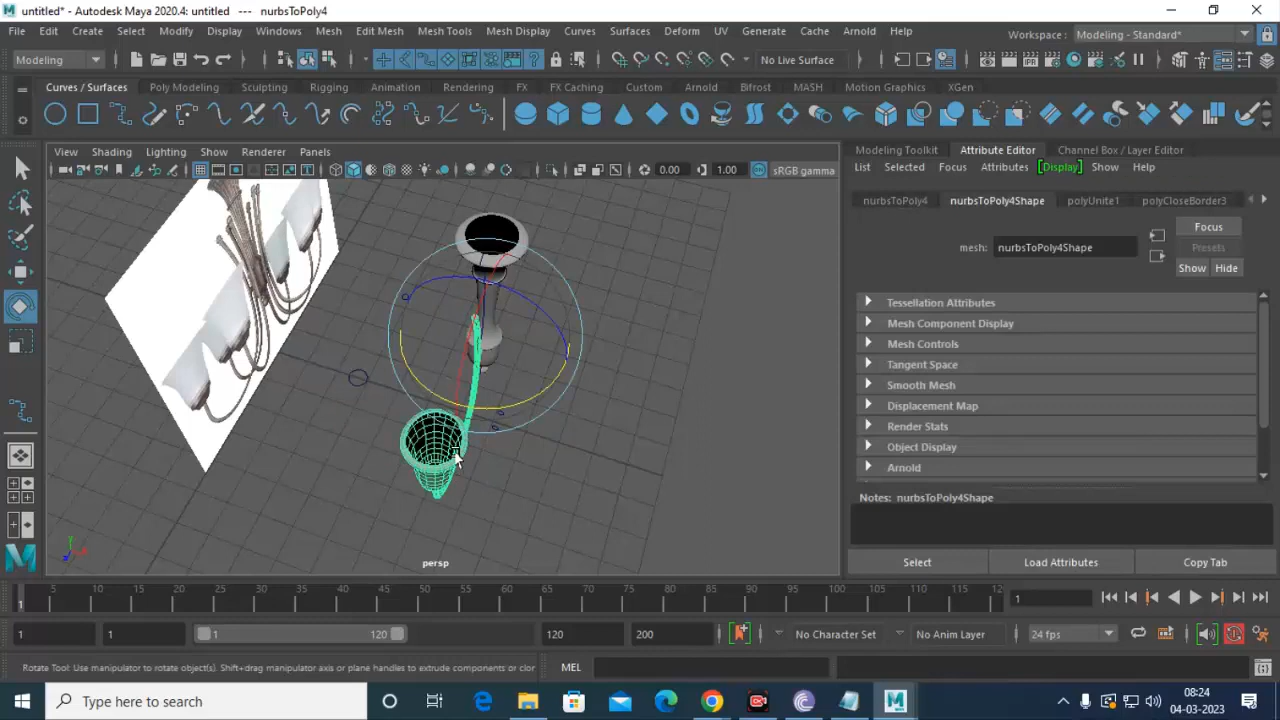 untitled* - Autodesk Maya 2020.4: untitled --- nurbsToPoly4
File Edit Create Select Modify Display Windows Mesh Edit Mesh Mesh Tools Mesh Display Curves Surfaces Deform UV Generate Cache Arnold Help Workspace: Modeling - Standard*
Modeling No Live Surface
Curves / Surfaces Poly Modeling Sculpting Rigging Animation Rendering FX FX Caching Custom Arnold Bifrost MASH Motion Graphics XGen
View Shading Lighting Show Renderer Panels
0.00 1.00 sRGB gamma
Modeling Toolkit Attribute Editor Channel Box / Layer Editor
List Selected Focus Attributes Display Show Help
nurbsToPoly4 nurbsToPoly4Shape polyUnite1 polyCloseBorder3
mesh: nurbsToPoly4Shape
Focus
Presets
Show Hide
Tessellation Attributes
Mesh Component Display
Mesh Controls
Tangent Space
Smooth Mesh
Displacement Map
Render Stats
Object Display
Arnold
Notes: nurbsToPoly4Shape
Select Load Attributes Copy Tab
persp
5 10 15 20 25 30 35 40 45 50 55 60 65 70 75 80 85 90 95 100 105 110 115 12
1 1
1 1 1 120 120 200 No Character Set No Anim Layer 24 fps
Rotate Tool: Use manipulator to rotate object(s). Shift+drag manipulator axis or plane handles to extrude components or clor MEL
Type here to search
08:24
04-03-2023